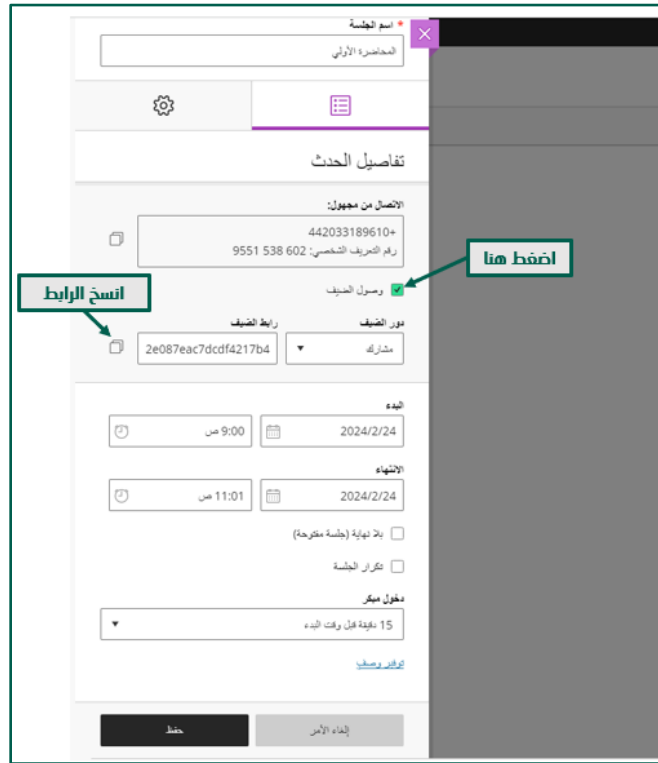 * اسم الجلسة
المحاضرة الأولي
تفاصيل الحدث
الاتصال من مجهول:
+442033189610
رقم التعريف الشخصي: 602 538 9551
اضغط هنا
وصول الضيف
انسخ الرابط
دور الضيف
رابط الضيف
مشارك
2e087eac7dcdf4217b4
البدء
2024/2/24
9:00 ص
الانتهاء
2024/2/24
11:01 ص
بلا نهاية (جلسة مفتوحة)
تكرار الجلسة
دخول مبكر
15 دقيقة قبل وقت البدء
توفير وصف
إلغاء الأمر
حفظ